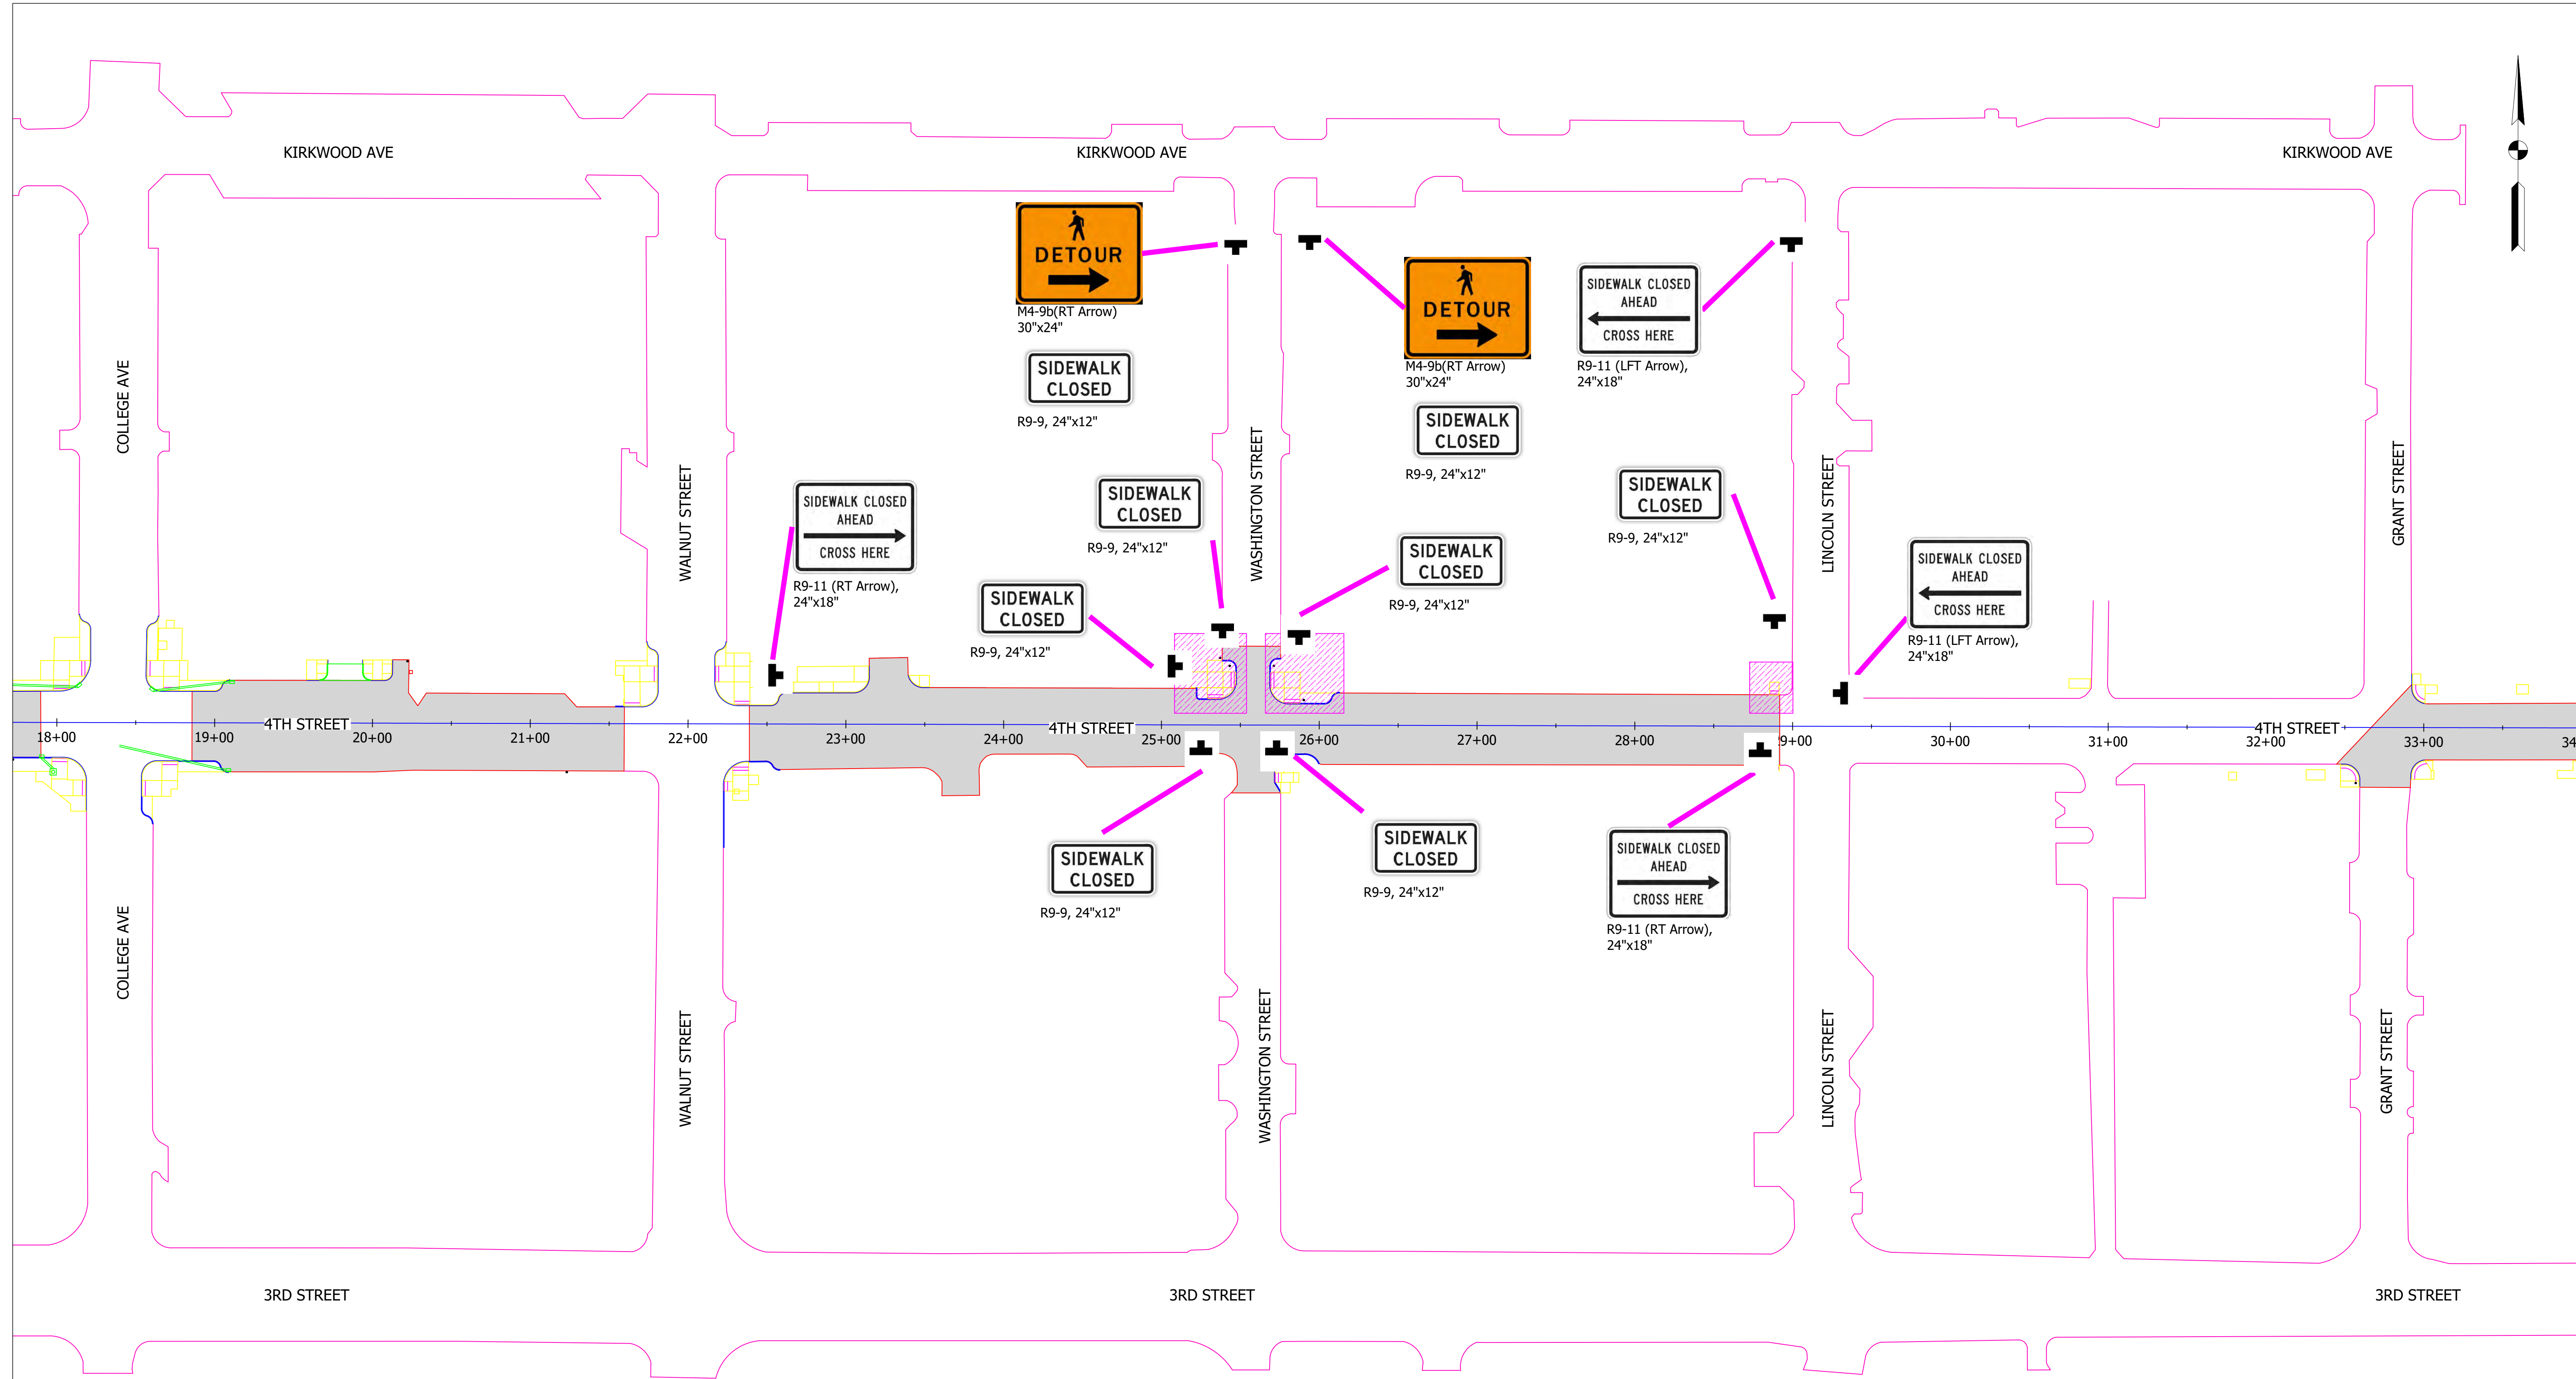 KIRKWOOD AVE
KIRKWOOD AVE
KIRKWOOD AVE
DETOUR
M4-9b(RT Arrow)
30"x24"
SIDEWALK
CLOSED
R9-9, 24"x12"
DETOUR
M4-9b(RT Arrow)
30"x24"
SIDEWALK
CLOSED
R9-9, 24"x12"
SIDEWALK CLOSED
AHEAD
CROSS HERE
R9-11 (LFT Arrow),
24"x18"
COLLEGE AVE
WALNUT STREET
WASHINGTON STREET
LINCOLN STREET
GRANT STREET
SIDEWALK CLOSED
AHEAD
CROSS HERE
R9-11 (RT Arrow),
24"x18"
SIDEWALK
CLOSED
R9-9, 24"x12"
SIDEWALK
CLOSED
R9-9, 24"x12"
SIDEWALK
CLOSED
R9-9, 24"x12"
SIDEWALK
CLOSED
R9-9, 24"x12"
SIDEWALK CLOSED
AHEAD
CROSS HERE
R9-11 (LFT Arrow),
24"x18"
4TH STREET
4TH STREET
4TH STREET
18+00
19+00
20+00
21+00
22+00
23+00
24+00
25+00
26+00
27+00
28+00
29+00
30+00
31+00
32+00
33+00
34
SIDEWALK
CLOSED
R9-9, 24"x12"
SIDEWALK
CLOSED
R9-9, 24"x12"
SIDEWALK CLOSED
AHEAD
CROSS HERE
R9-11 (RT Arrow),
24"x18"
COLLEGE AVE
WALNUT STREET
WASHINGTON STREET
LINCOLN STREET
GRANT STREET
3RD STREET
3RD STREET
3RD STREET